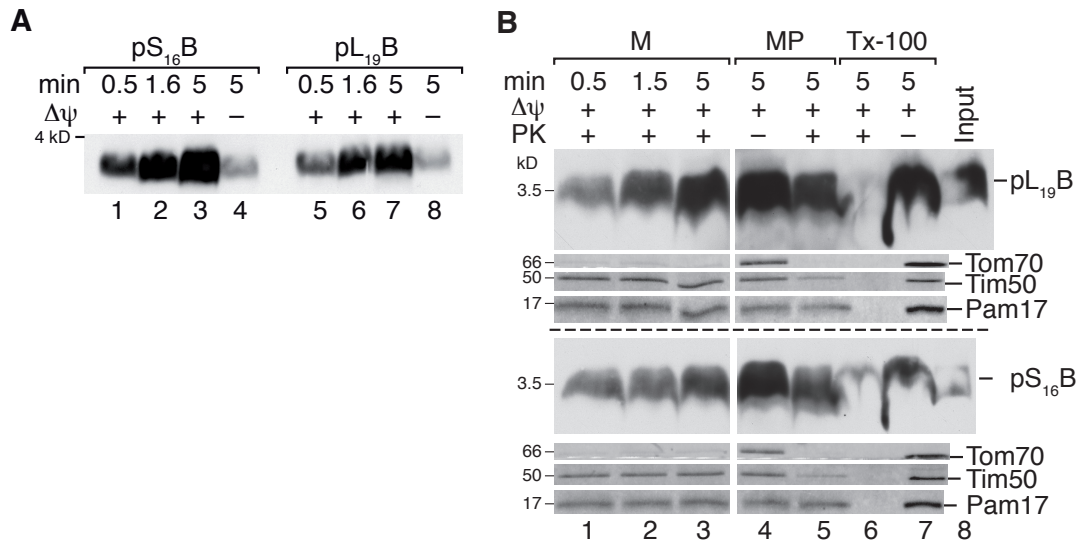 A
pS16B pL19B
min 0.5 1.6 5 5 0.5 1.6 5 5
Δψ + + + − + + + −
4 kD
1 2 3 4 5 6 7 8
B
M MP Tx-100
min 0.5 1.5 5 5 5 5 5
Δψ + + + + + + +
PK + + + − + + −
Input
kD
3.5 pL19B
66 Tom70
50 Tim50
17 Pam17
3.5 pS16B
66 Tom70
50 Tim50
17 Pam17
1 2 3 4 5 6 7 8